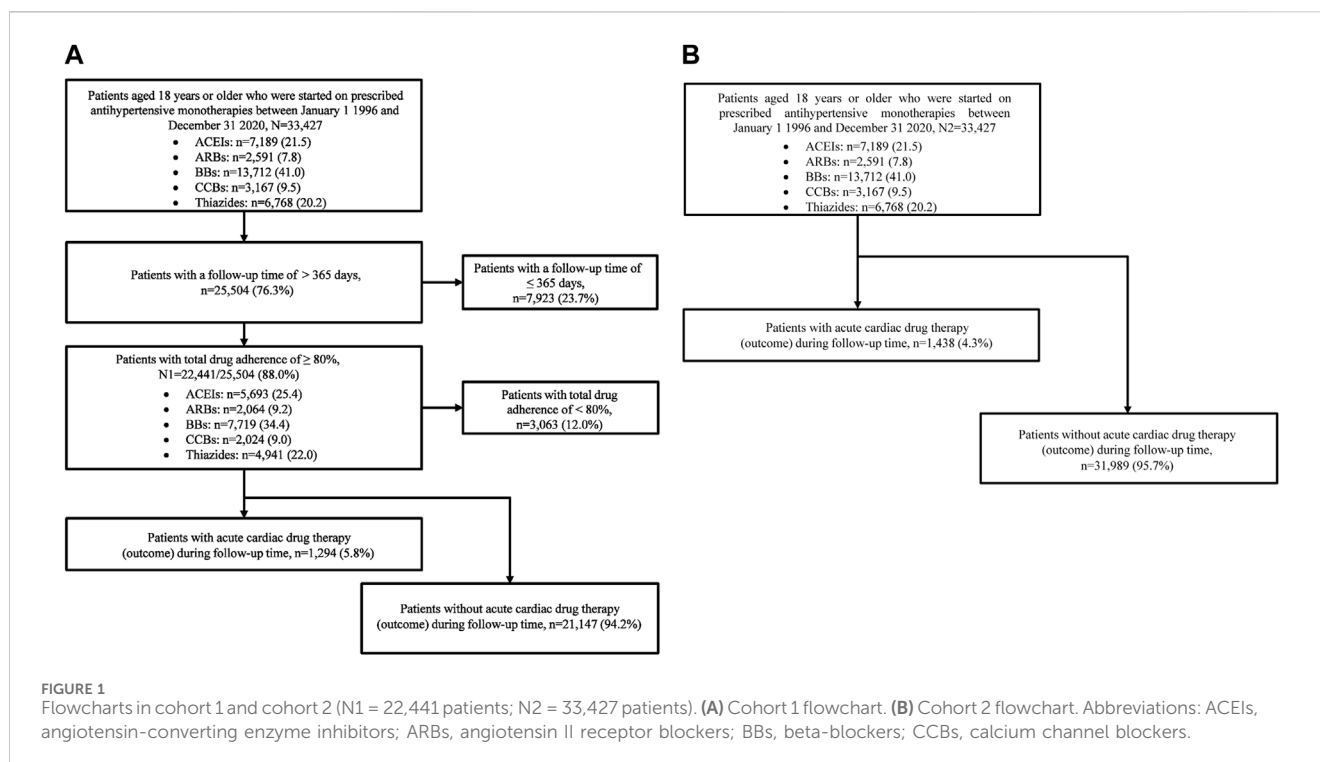 A
Patients aged 18 years or older who were started on prescribed
antihypertensive monotherapies between January 1 1996 and
December 31 2020, N=33,427
• ACEIs: n=7,189 (21.5)
• ARBs: n=2,591 (7.8)
• BBs: n=13,712 (41.0)
• CCBs: n=3,167 (9.5)
• Thiazides: n=6,768 (20.2)
Patients with a follow-up time of > 365 days,
n=25,504 (76.3%)
Patients with a follow-up time of
≤ 365 days,
n=7,923 (23.7%)
Patients with total drug adherence of ≥ 80%,
N1=22,441/25,504 (88.0%)
• ACEIs: n=5,693 (25.4)
• ARBs: n=2,064 (9.2)
• BBs: n=7,719 (34.4)
• CCBs: n=2,024 (9.0)
• Thiazides: n=4,941 (22.0)
Patients with total drug
adherence of < 80%,
n=3,063 (12.0%)
Patients with acute cardiac drug therapy
(outcome) during follow-up time, n=1,294 (5.8%)
Patients without acute cardiac drug therapy
(outcome) during follow-up time, n=21,147 (94.2%)
B
Patients aged 18 years or older who were started on
prescribed antihypertensive monotherapies between
January 1 1996 and December 31 2020, N2=33,427
• ACEIs: n=7,189 (21.5)
• ARBs: n=2,591 (7.8)
• BBs: n=13,712 (41.0)
• CCBs: n=3,167 (9.5)
• Thiazides: n=6,768 (20.2)
Patients with acute cardiac drug therapy
(outcome) during follow-up time, n=1,438 (4.3%)
Patients without acute cardiac drug therapy
(outcome) during follow-up time,
n=31,989 (95.7%)
FIGURE 1
Flowcharts in cohort 1 and cohort 2 (N1 = 22,441 patients; N2 = 33,427 patients). (A) Cohort 1 flowchart. (B) Cohort 2 flowchart. Abbreviations: ACEIs,
angiotensin-converting enzyme inhibitors; ARBs, angiotensin II receptor blockers; BBs, beta-blockers; CCBs, calcium channel blockers.